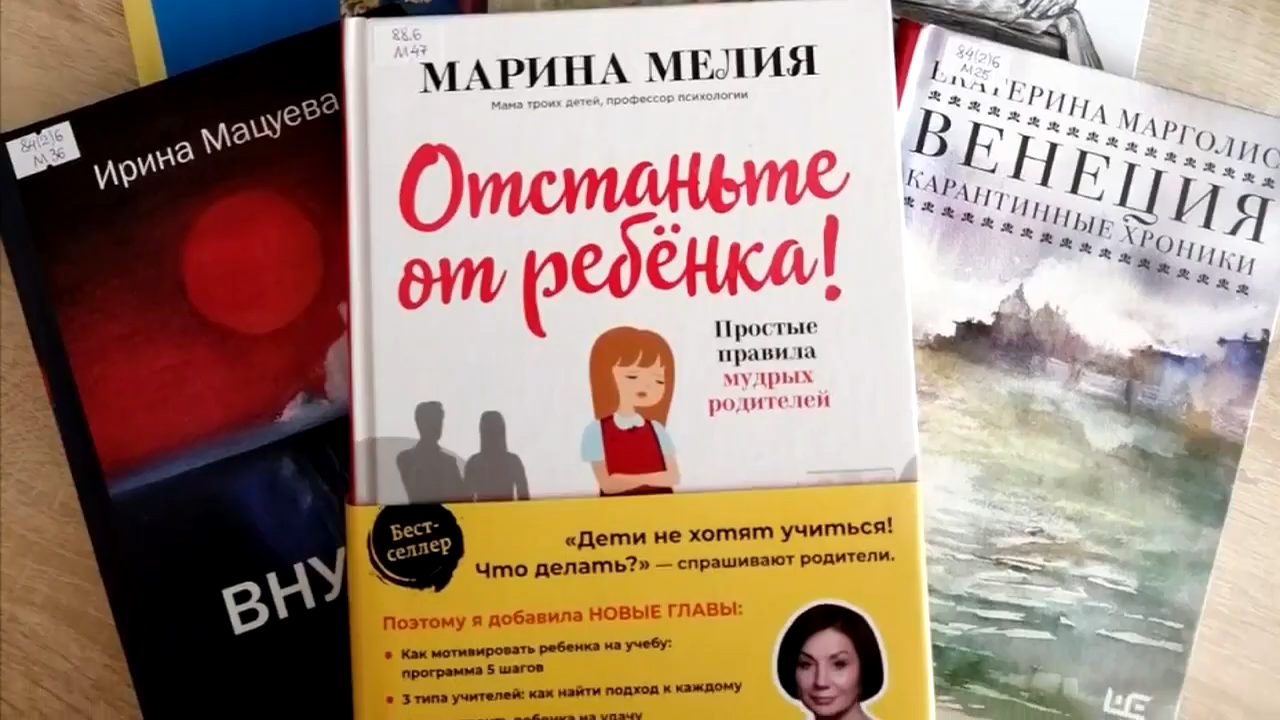 88.6
М47
МАРИНА МЕЛИЯ
Мама троих детей, профессор психологии
Отстаньте
от ребёнка!
Простые
правила
мудрых
родителей
Бест-
селлер
«Дети не хотят учиться!
Что делать?» — спрашивают родители.
Поэтому я добавила НОВЫЕ ГЛАВЫ:
• Как мотивировать ребенка на учебу:
программа 5 шагов
• 3 типа учителей: как найти подход к каждому
ребенка на удачу
84(2)6
М36
Ирина Мацуева
ВНУ
84(2)6
М25
ЕКАТЕРИНА МАРГОЛИС
ВЕНЕЦИЯ
КАРАНТИННЫЕ ХРОНИКИ